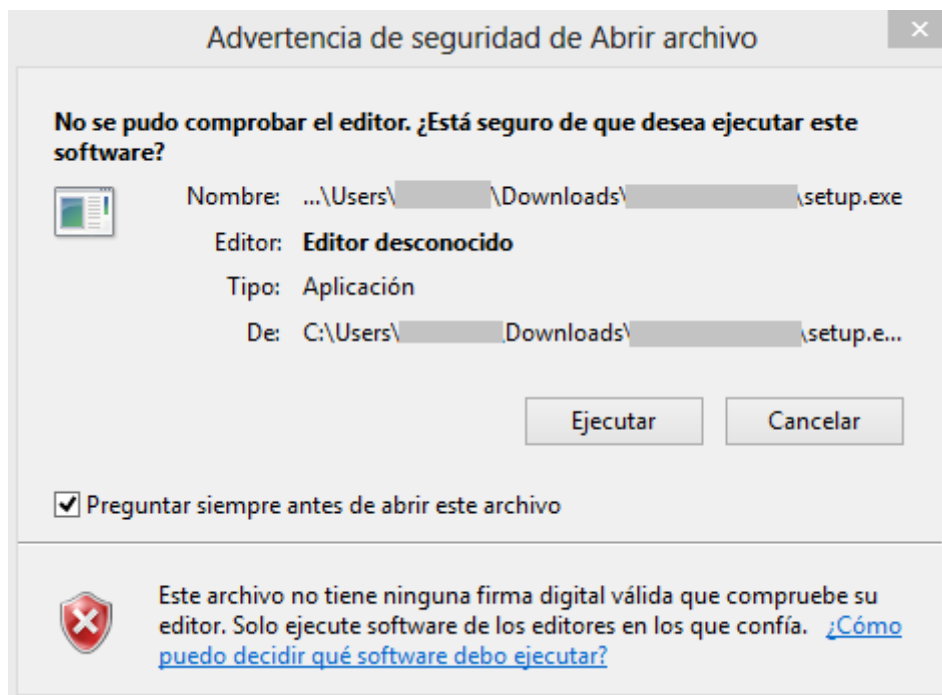 Advertencia de seguridad de Abrir archivo
No se pudo comprobar el editor. ¿Está seguro de que desea ejecutar este
software?
Nombre: ...\Users\ \Downloads\ \setup.exe
Editor: Editor desconocido
Tipo: Aplicación
De: C:\Users\ Downloads\ \setup.e...
Ejecutar Cancelar
Preguntar siempre antes de abrir este archivo
Este archivo no tiene ninguna firma digital válida que compruebe su
editor. Solo ejecute software de los editores en los que confía. ¿Cómo
puedo decidir qué software debo ejecutar?